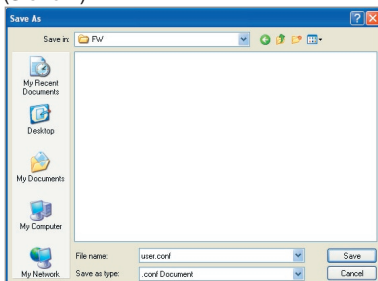 Save As
Save in:
FW
My Recent
Documents
Desktop
My Documents
My Computer
My Network
File name:
user.conf
Save
Save as type:
.conf Document
Cancel